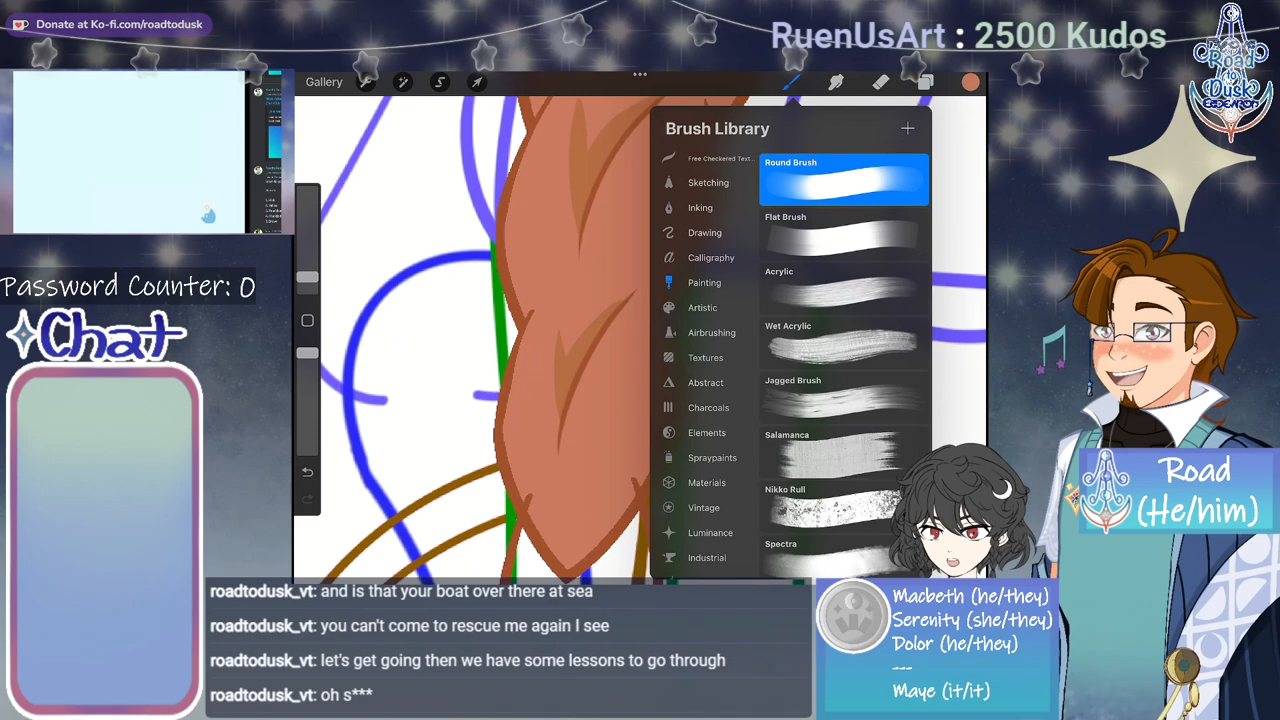 Donate at Ko-fi.com/roadtodusk
RuenUsArt : 2500 Kudos
Road
to
Dusk
Gallery
Brush Library
Free Checkered Text..
Sketching
Inking
Drawing
Calligraphy
Painting
Artistic
Airbrushing
Textures
Abstract
Charcoals
Elements
Spraypaints
Materials
Vintage
Luminance
Industrial
Round Brush
Flat Brush
Acrylic
Wet Acrylic
Jagged Brush
Salamanca
Nikko Rull
Spectra
Password Counter: 0
Chat
roadtodusk_vt: and is that your boat over there at sea
roadtodusk_vt: you can't come to rescue me again I see
roadtodusk_vt: let's get going then we have some lessons to go through
roadtodusk_vt: oh s***
Road
(He/him)
Macbeth (he/they)
Serenity (she/they)
Dolor (he/they)
---
Maye (it/it)